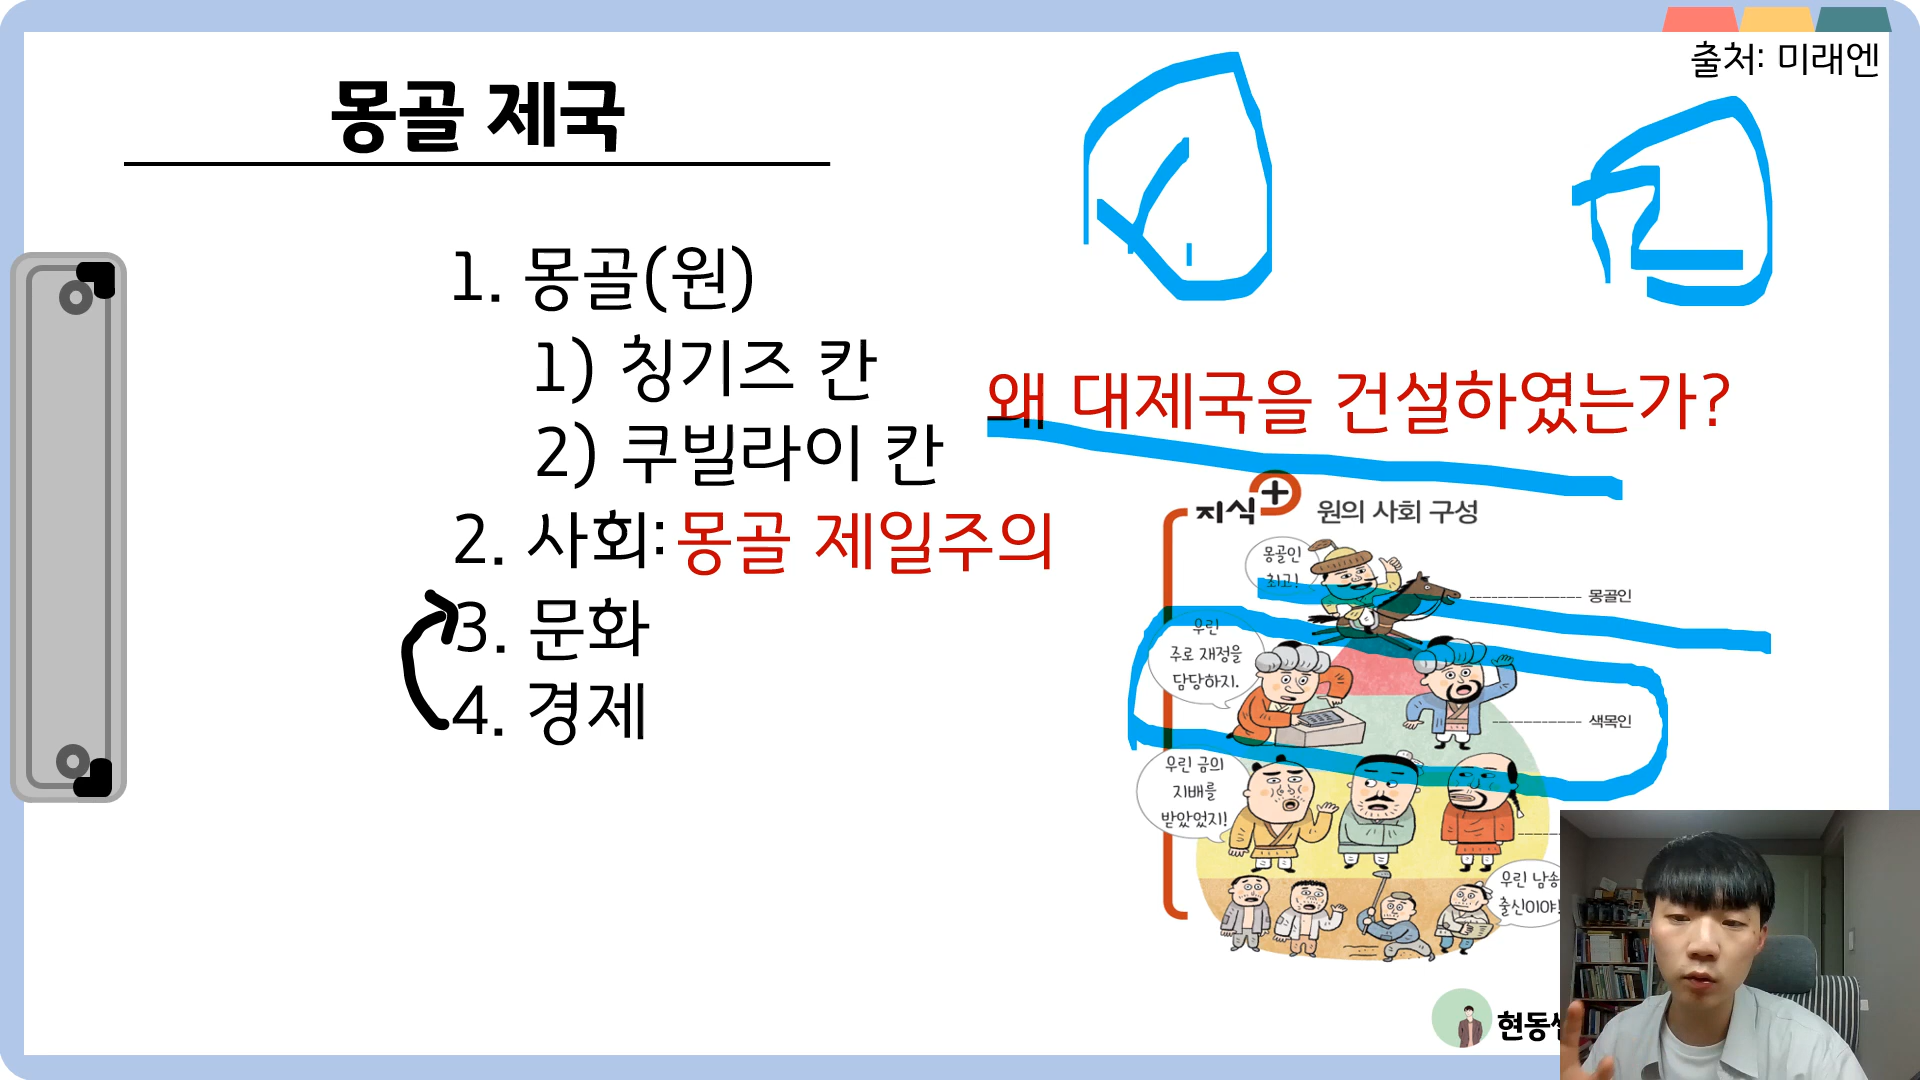 출처: 미래엔
몽골 제국
1. 몽골(원)
1) 칭기즈 칸
2) 쿠빌라이 칸
2. 사회: 몽골 제일주의
3. 문화
4. 경제
왜 대제국을 건설하였는가?
지식+ 원의 사회 구성
몽골인
최고!
몽골인
우린
주로 재정을
담당하지.
색목인
우린 금의
지배를
받았었지!
우린 남송
출신이야!
현동